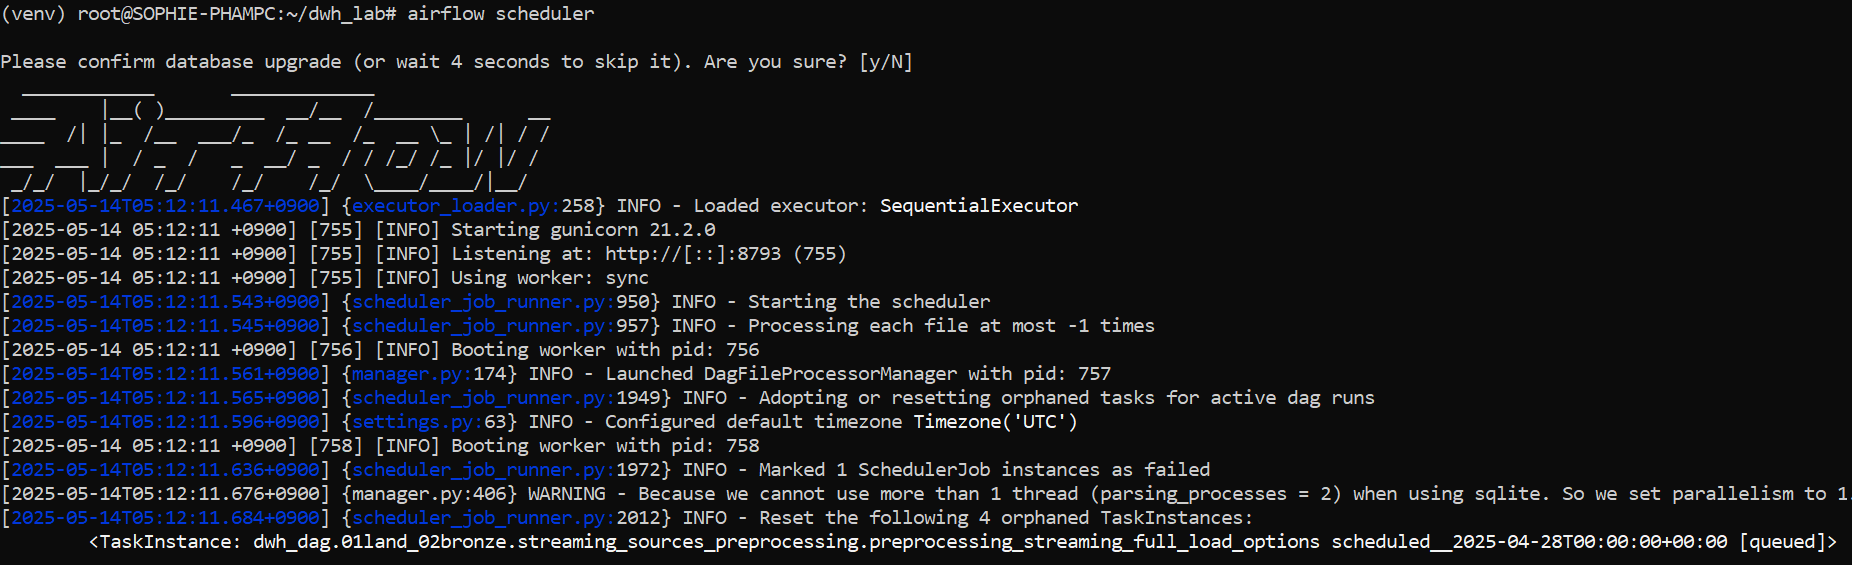 (venv) root@SOPHIE-PHAMPC:~/dwh_lab# airflow scheduler
Please confirm database upgrade (or wait 4 seconds to skip it). Are you sure? [y/N]
  ____________       _____________
 ____    |__( )_________  __/__  /________      __
____  /| |_  /__  ___/_  /_ __  /_  __ \_ | /| / /
___  ___ |  / _  /   _  __/ _  / / /_/ /_ |/ |/ /
 _/_/  |_/_/  /_/    /_/    /_/  \____/____/|__/
[2025-05-14T05:12:11.467+0900] {executor_loader.py:258} INFO - Loaded executor: SequentialExecutor
[2025-05-14 05:12:11 +0900] [755] [INFO] Starting gunicorn 21.2.0
[2025-05-14 05:12:11 +0900] [755] [INFO] Listening at: http://[::]:8793 (755)
[2025-05-14 05:12:11 +0900] [755] [INFO] Using worker: sync
[2025-05-14T05:12:11.543+0900] {scheduler_job_runner.py:950} INFO - Starting the scheduler
[2025-05-14T05:12:11.545+0900] {scheduler_job_runner.py:957} INFO - Processing each file at most -1 times
[2025-05-14 05:12:11 +0900] [756] [INFO] Booting worker with pid: 756
[2025-05-14T05:12:11.561+0900] {manager.py:174} INFO - Launched DagFileProcessorManager with pid: 757
[2025-05-14T05:12:11.565+0900] {scheduler_job_runner.py:1949} INFO - Adopting or resetting orphaned tasks for active dag runs
[2025-05-14T05:12:11.596+0900] {settings.py:63} INFO - Configured default timezone Timezone('UTC')
[2025-05-14 05:12:11 +0900] [758] [INFO] Booting worker with pid: 758
[2025-05-14T05:12:11.636+0900] {scheduler_job_runner.py:1972} INFO - Marked 1 SchedulerJob instances as failed
[2025-05-14T05:12:11.676+0900] {manager.py:406} WARNING - Because we cannot use more than 1 thread (parsing_processes = 2) when using sqlite. So we set parallelism to 1.
[2025-05-14T05:12:11.684+0900] {scheduler_job_runner.py:2012} INFO - Reset the following 4 orphaned TaskInstances:
        <TaskInstance: dwh_dag.01land_02bronze.streaming_sources_preprocessing.preprocessing_streaming_full_load_options scheduled__2025-04-28T00:00:00+00:00 [queued]>